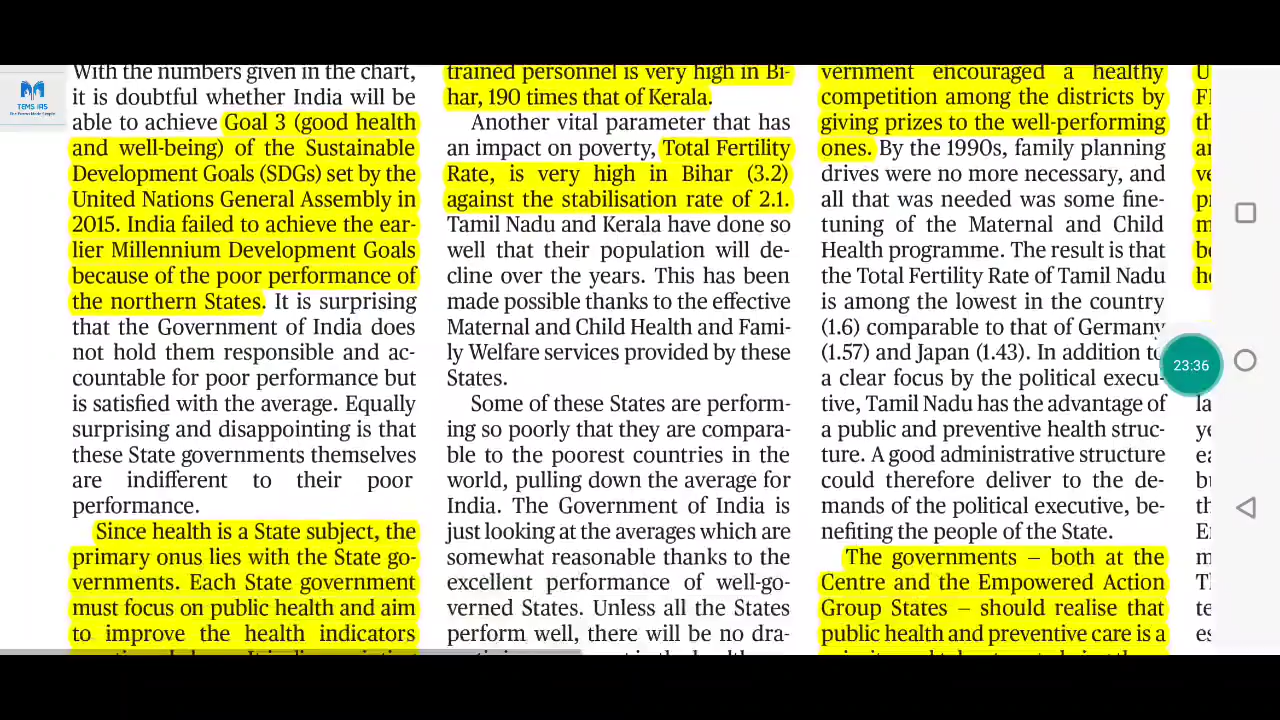 TEMS IAS
With the numbers given in the chart,
it is doubtful whether India will be
able to achieve Goal 3 (good health
and well-being) of the Sustainable
Development Goals (SDGs) set by the
United Nations General Assembly in
2015. India failed to achieve the ear-
lier Millennium Development Goals
because of the poor performance of
the northern States. It is surprising
that the Government of India does
not hold them responsible and ac-
countable for poor performance but
is satisfied with the average. Equally
surprising and disappointing is that
these State governments themselves
are indifferent to their poor
performance.
Since health is a State subject, the
primary onus lies with the State go-
vernments. Each State government
must focus on public health and aim
to improve the health indicators
trained personnel is very high in Bi-
har, 190 times that of Kerala.
Another vital parameter that has
an impact on poverty, Total Fertility
Rate, is very high in Bihar (3.2)
against the stabilisation rate of 2.1.
Tamil Nadu and Kerala have done so
well that their population will de-
cline over the years. This has been
made possible thanks to the effective
Maternal and Child Health and Fami-
ly Welfare services provided by these
States.
Some of these States are perform-
ing so poorly that they are compara-
ble to the poorest countries in the
world, pulling down the average for
India. The Government of India is
just looking at the averages which are
somewhat reasonable thanks to the
excellent performance of well-go-
verned States. Unless all the States
perform well, there will be no dra-
vernment encouraged a healthy
competition among the districts by
giving prizes to the well-performing
ones. By the 1990s, family planning
drives were no more necessary, and
all that was needed was some fine-
tuning of the Maternal and Child
Health programme. The result is that
the Total Fertility Rate of Tamil Nadu
is among the lowest in the country
(1.6) comparable to that of Germany
(1.57) and Japan (1.43). In addition to
a clear focus by the political execu-
tive, Tamil Nadu has the advantage of
a public and preventive health struc-
ture. A good administrative structure
could therefore deliver to the de-
mands of the political executive, be-
nefiting the people of the State.
The governments – both at the
Centre and the Empowered Action
Group States – should realise that
public health and preventive care is a
23:36